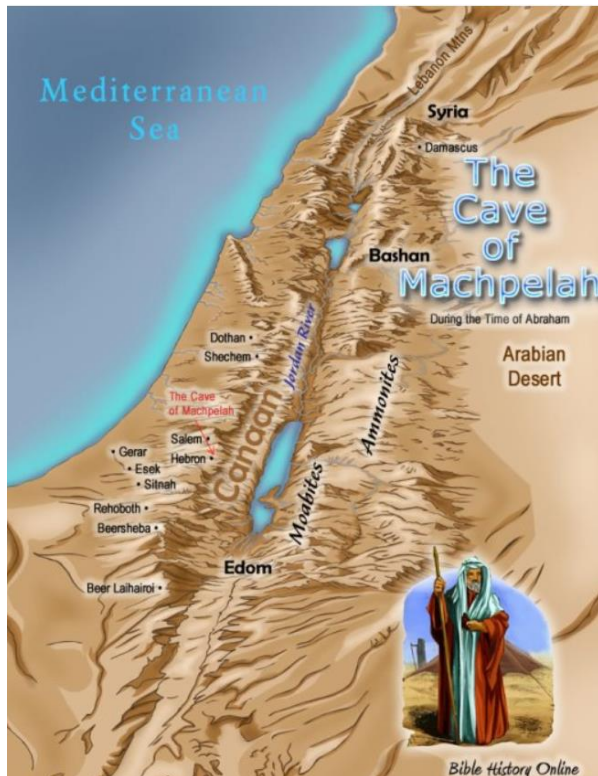 Mediterranean
Sea
Lebanon Mtns
Syria
Damascus
The
Cave
of
Machpelah
During the Time of Abraham
Bashan
Arabian
Desert
Jordan River
Dothan
Shechem
Ammonites
The Cave
of Machpelah
Canaan
Salem
Hebron
Gerar
Esek
Sitnah
Moabites
Rehoboth
Beersheba
Edom
Beer Laihairoi
Bible History Online